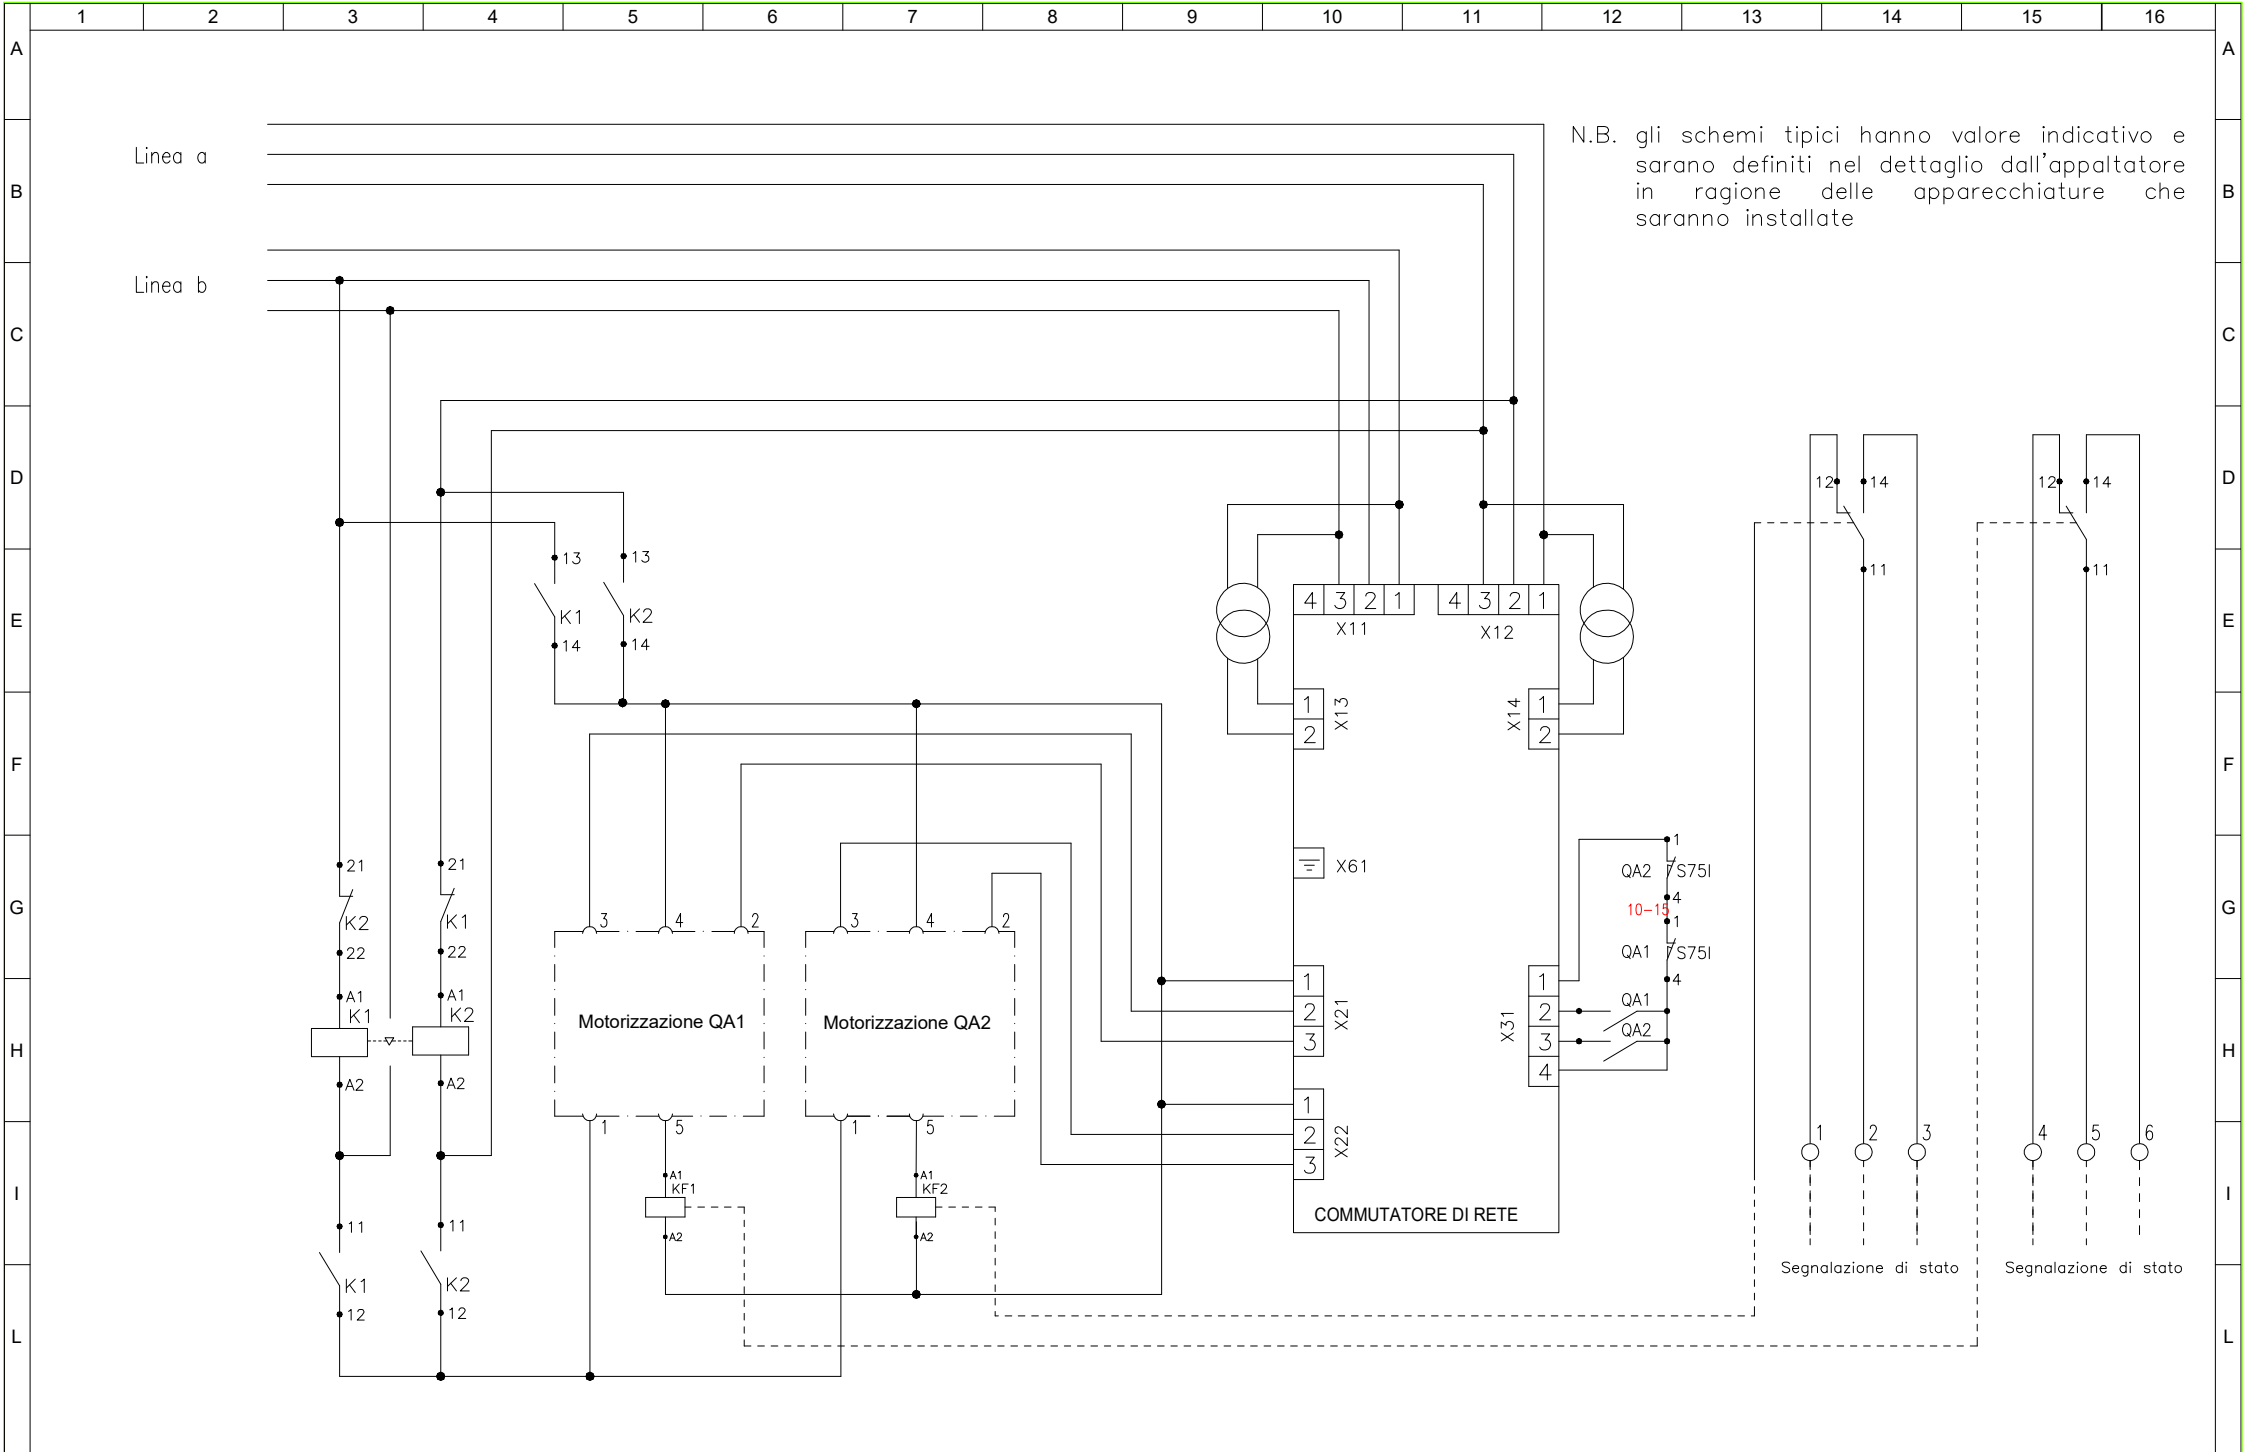 1 2 3 4 5 6 7 8 9 10 11 12 13 14 15 16
A A
N.B. gli schemi tipici hanno valore indicativo e
sarano definiti nel dettaglio dall'appaltatore
in ragione delle apparecchiature che
saranno installate
Linea a
B B
Linea b
C C
D D
12 14 12 14
13 13
11 11
K1 K2
14 14
E E
4 3 2 1 4 3 2 1
X11 X12
1 X13 X14 1
2 2
F F
1
21 21
X61
QA2 S75I
4
10-15
G G
K2 K1
3 4 2 3 4 2
1
22 22
QA1 S75I
4
A1 A1
K1 K2
1 1
QA1
Motorizzazione QA1 Motorizzazione QA2
2 X21 X31 2
QA2
3 3
H H
4
A2 A2
1
1 5 1 5
2 X22
3
1 2 3 4 5 6
A1 A1
KF1 KF2
I I
COMMUTATORE DI RETE
11 11
A2 A2
Segnalazione di stato Segnalazione di stato
K1 K2
12 12
L L